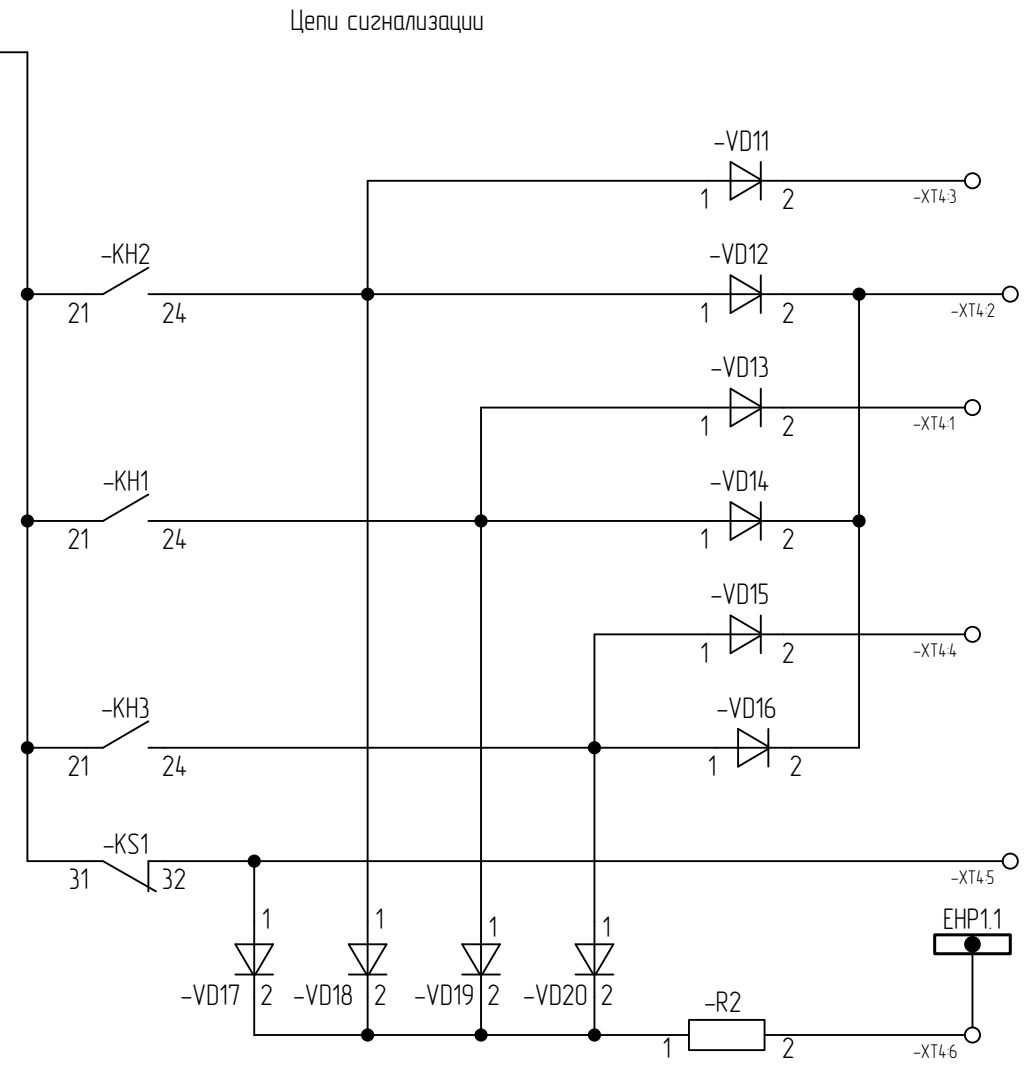 Цепи сигнализации
-VD11
1 2
-XT4:3
-KH2
-VD12
21 24
1 2
-XT4:2
-VD13
1 2
-XT4:1
-KH1
-VD14
21 24
1 2
-VD15
1 2
-XT4:4
-KH3
-VD16
21 24
1 2
-KS1
31 32
-XT4:5
1 1 1 1
EHP1.1
-VD17 2 -VD18 2 -VD19 2 -VD20 2
-R2
1 2
-XT4:6